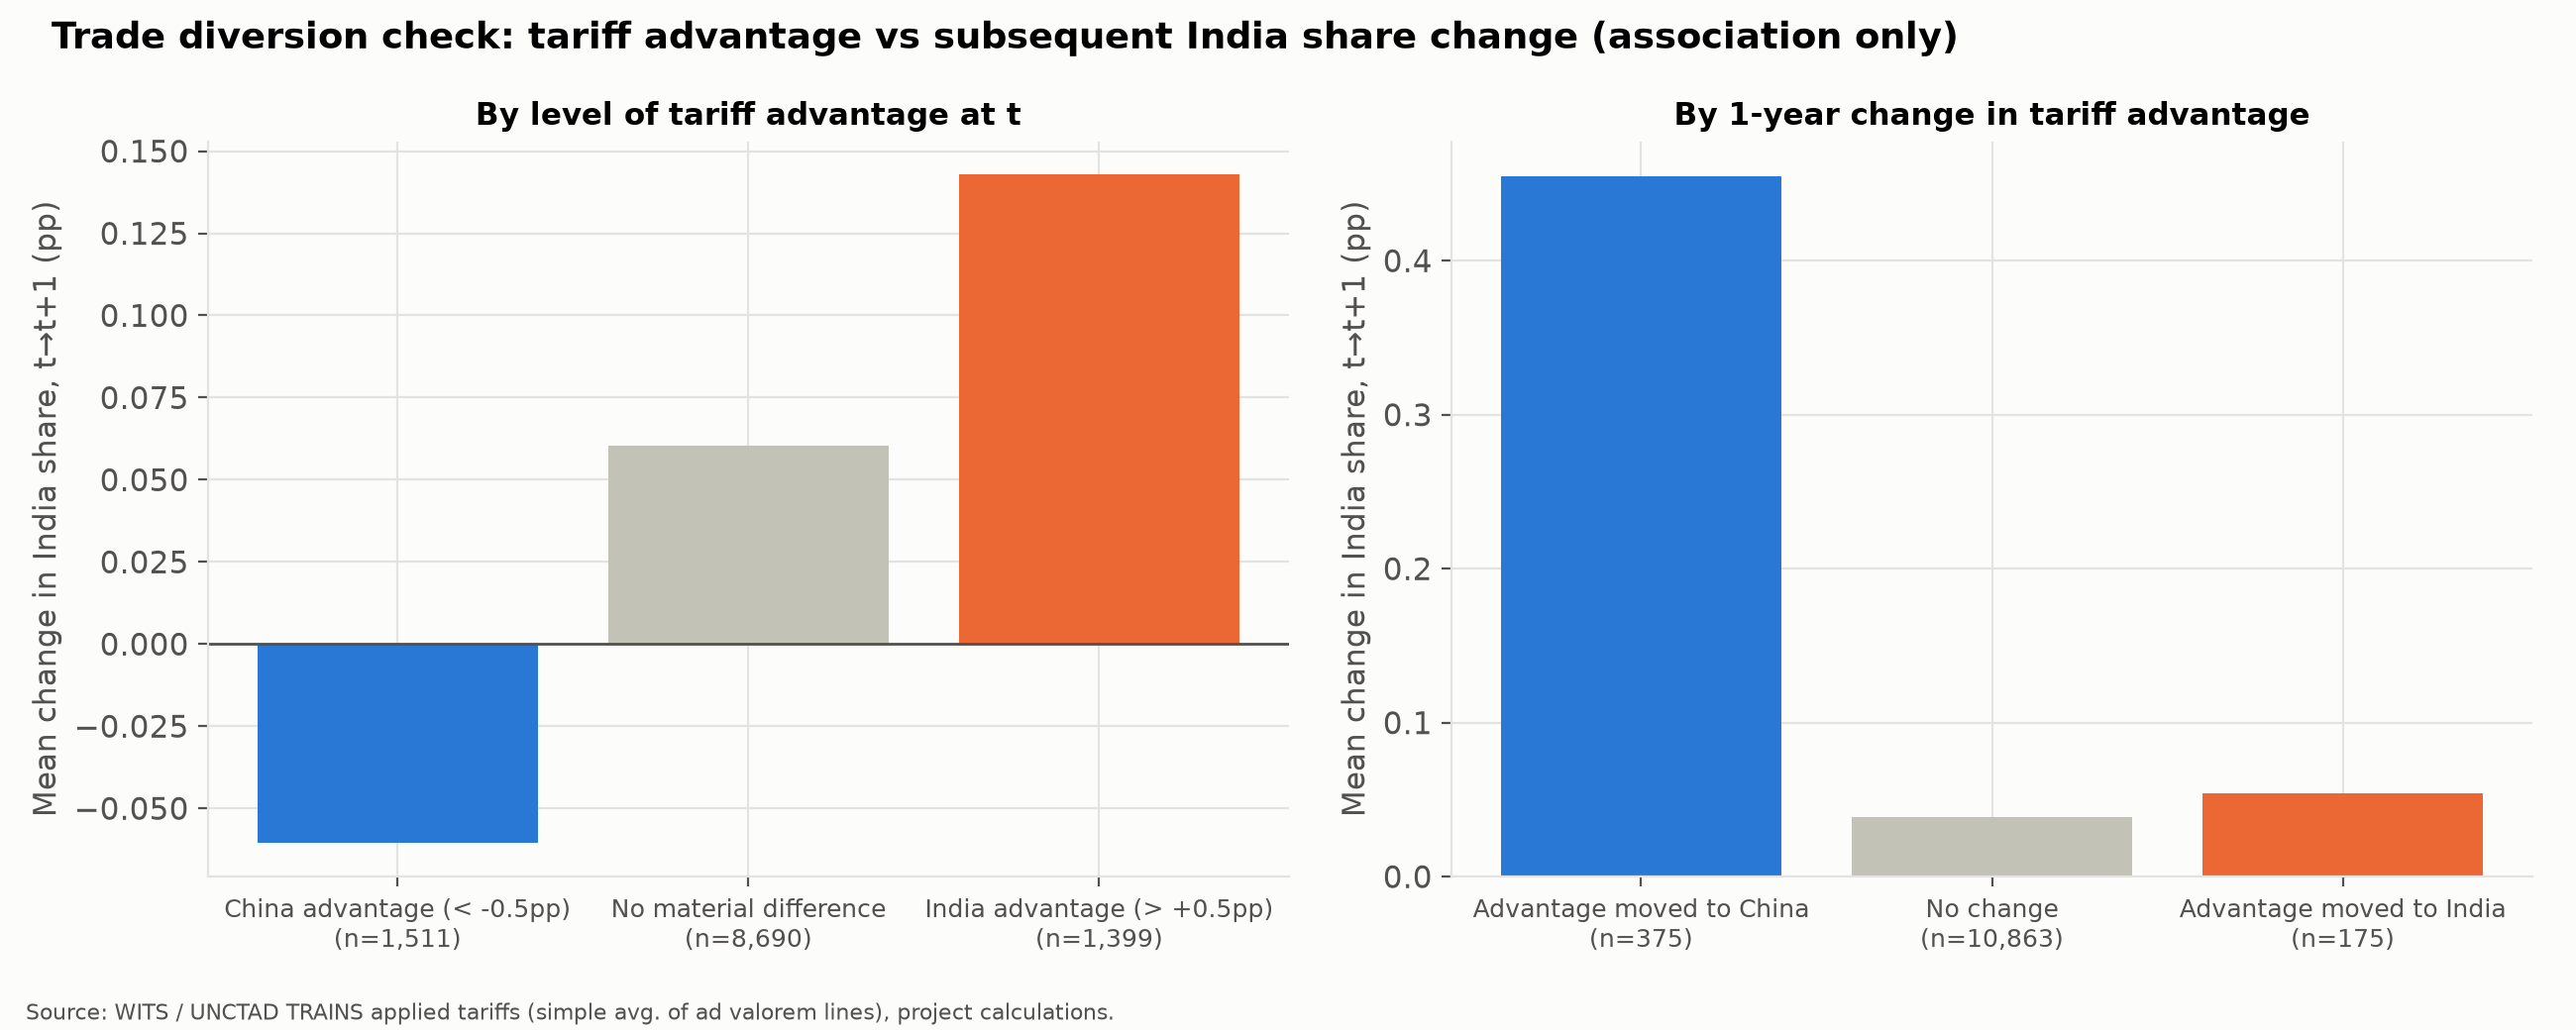 Trade diversion check: tariff advantage vs subsequent India share change (association only)
By level of tariff advantage at t
Mean change in India share, t→t+1 (pp)
0.150
0.125
0.100
0.075
0.050
0.025
0.000
−0.025
−0.050
China advantage (< -0.5pp)
(n=1,511)
No material difference
(n=8,690)
India advantage (> +0.5pp)
(n=1,399)
By 1-year change in tariff advantage
Mean change in India share, t→t+1 (pp)
0.4
0.3
0.2
0.1
0.0
Advantage moved to China
(n=375)
No change
(n=10,863)
Advantage moved to India
(n=175)
Source: WITS / UNCTAD TRAINS applied tariffs (simple avg. of ad valorem lines), project calculations.